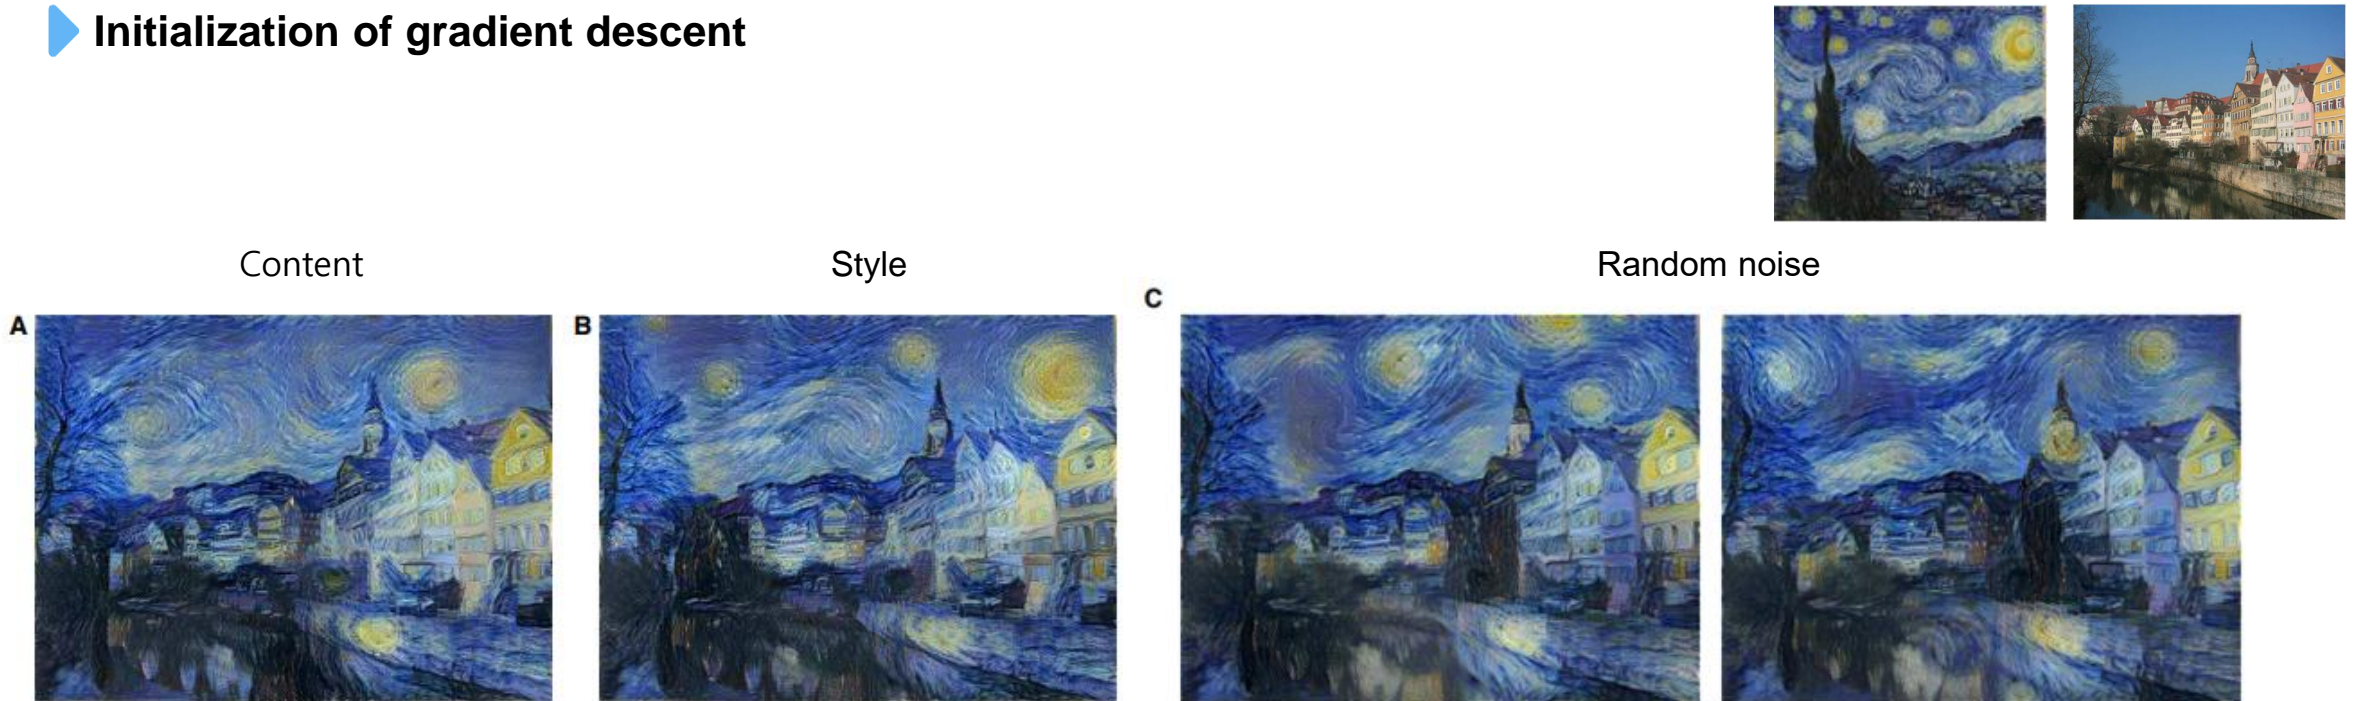 Initialization of gradient descent
Content
Style
Random noise
A
B
C